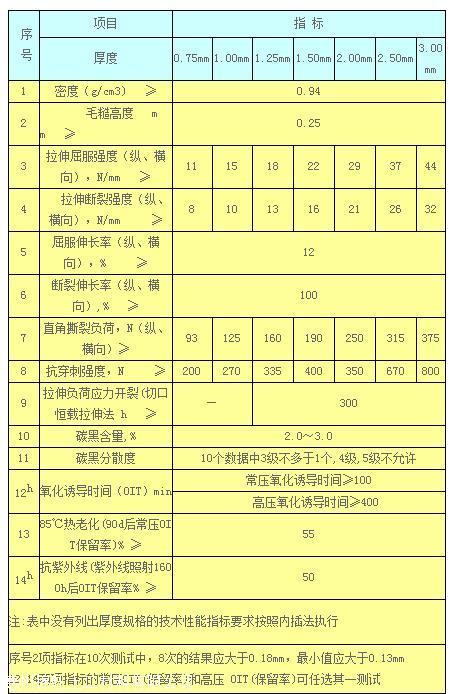 序号 项目 指 标
厚度 0.75mm 1.00mm 1.25mm 1.50mm 2.00mm 2.50mm 3.00mm
1 密度（g/cm3） ≥ 0.94
2 毛糙高度 m
m ≥ 0.25
3 拉伸屈服强度（纵、横
向），N/mm ≥ 11 15 18 22 29 37 44
4 拉伸断裂强度（纵、
横向），N/mm ≥ 8 10 13 16 21 26 32
5 屈服伸长率（纵、横
向），% ≥ 12
6 断裂伸长率（纵、横
向）,% ≥ 100
7 直角撕裂负荷，N（纵、
横向）≥ 93 125 160 190 250 315 375
8 抗穿刺强度，N ≥ 200 270 335 400 350 670 800
9 拉伸负荷应力开裂(切口
恒载拉伸法 h ≥ — 300
10 碳黑含量,% 2.0～3.0
11 碳黑分散度 10个数据中3级不多于1个,4级,5级不允许
12h 氧化诱导时间（OIT）min 常压氧化诱导时间≥100
高压氧化诱导时间≥400
13 85℃热老化(90d后常压OI
T保留率)% ≥ 55
14h 抗紫外线(紫外线照射160
0h后OIT保留率% ≥ 50
注:表中没有列出厚度规格的技术性能指标要求按照内插法执行
序号2项指标在10次测试中，8次的结果应大于0.18mm，最小值应大于0.13mm
12、14两项指标的常压OIT(保留率)和高压 OIT(保留率)可任选其一测试